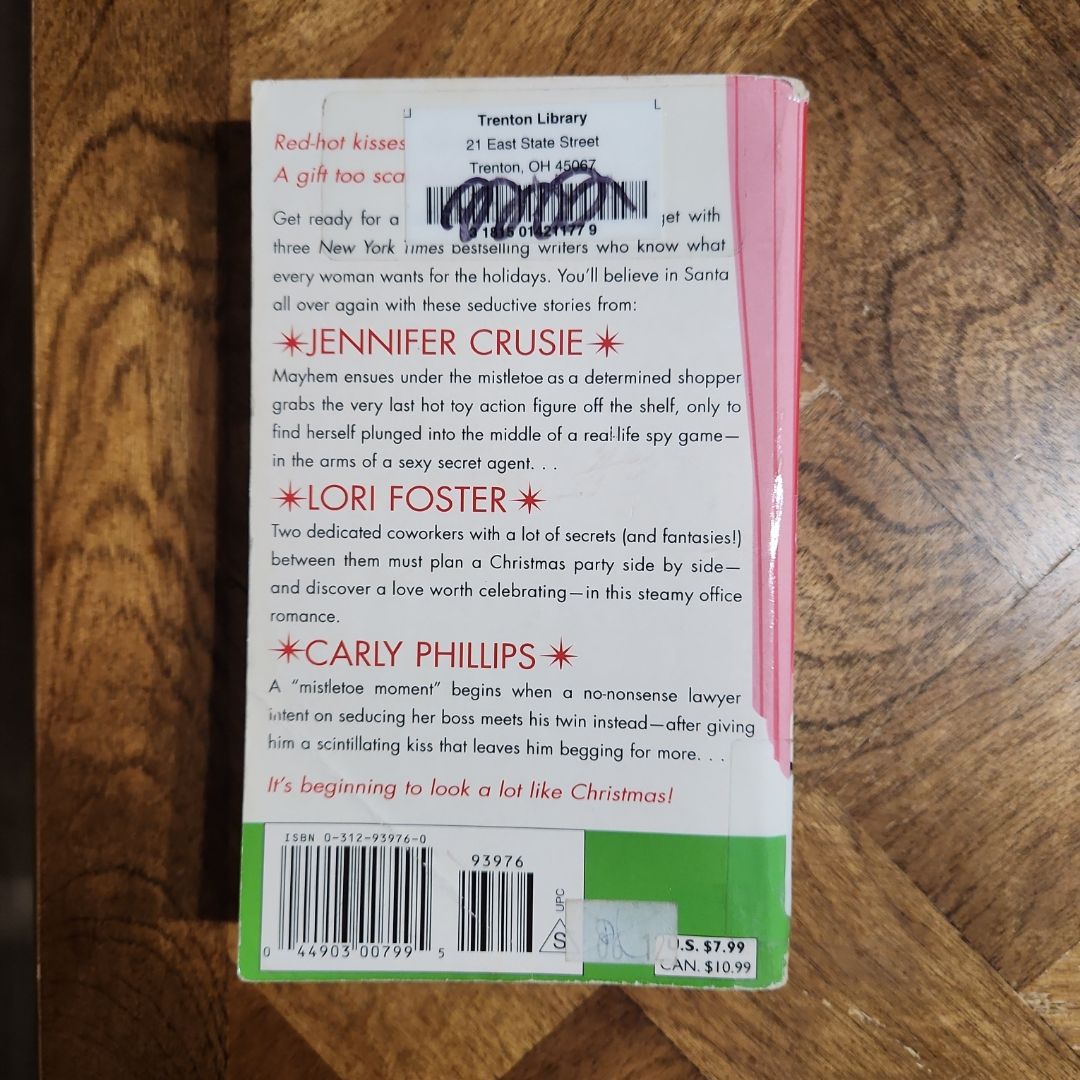 Trenton Library
21 East State Street
Trenton, OH 45067
Red-hot kisses
A gift too
Get ready for a
with
three New York Times bestselling writers who know what
every woman wants for the holidays. You'll believe in Santa
all over again with these seductive stories from:
JENNIFER CRUSIE
Mayhem ensues under the mistletoe as a determined shopper
grabs the very last hot toy action figure off the shelf, only to
find herself plunged into the middle of a real-life spy game—
in the arms of a sexy secret agent. . .
LORI FOSTER
Two dedicated coworkers with a lot of secrets (and fantasies!)
between them must plan a Christmas party side by side—
and discover a love worth celebrating—in this steamy office
romance.
CARLY PHILLIPS
A “mistletoe moment” begins when a no-nonsense lawyer
intent on seducing her boss meets his twin instead—after giving
him a scintillating kiss that leaves him begging for more. . .
It's beginning to look a lot like Christmas!
ISBN 0-312-93976-0
93976
0 44903 00799 5
UPC
S
U.S. $7.99
CAN. $10.99